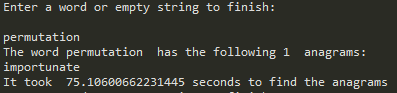 Enter a word or empty string to finish:
permutation
The word permutation  has the following 1  anagrams:
importunate
It took  75.10600662231445 seconds to find the anagrams